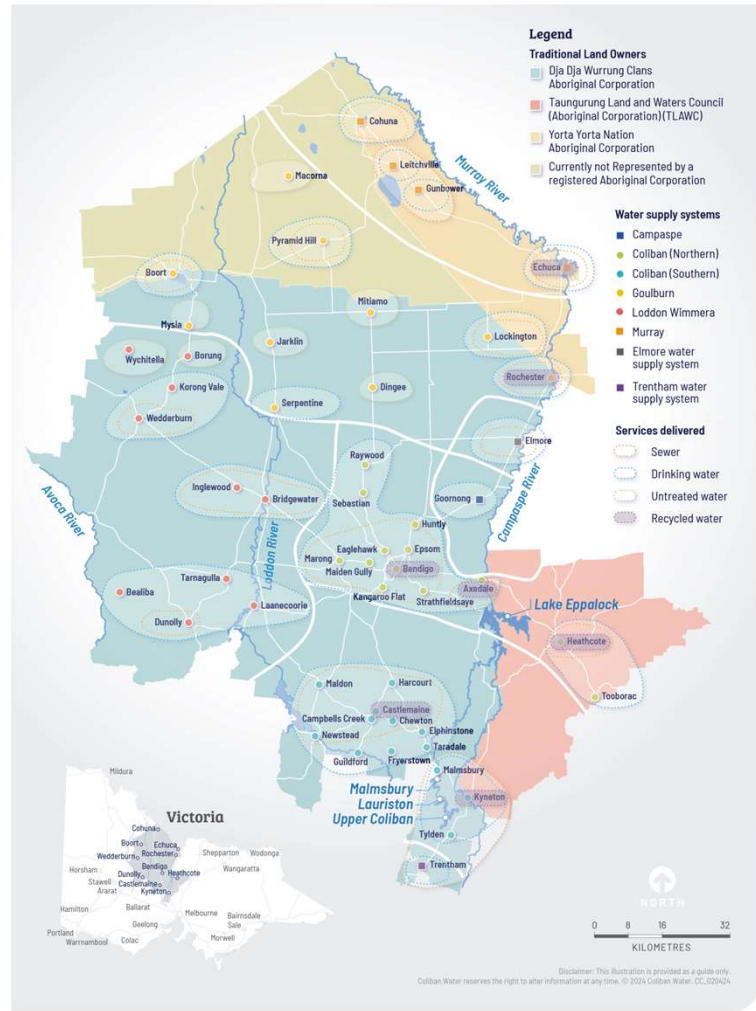 Legend
Traditional Land Owners
Dja Dja Wurrung Clans
Aboriginal Corporation
Taungurung Land and Waters Council
(Aboriginal Corporation) (TLAWC)
Yorta Yorta Nation
Aboriginal Corporation
Currently not Represented by a
registered Aboriginal Corporation
Water supply systems
Campaspe
Coliban (Northern)
Coliban (Southern)
Goulburn
Loddon Wimmera
Murray
Elmore water
supply system
Trentham water
supply system
Services delivered
Sewer
Drinking water
Untreated water
Recycled water
Cohuna
Leitchville
Gunbower
Murray River
Macorna
Pyramid Hill
Echuca
Boort
Mitiamo
Mysia
Jarklin
Lockington
Wychitella
Borung
Rochester
Korong Vale
Dingee
Wedderburn
Serpentine
Elmore
Raywood
Campaspe River
Avoca River
Inglewood
Bridgewater
Sebastian
Goornong
Loddon River
Huntly
Eaglehawk
Epsom
Marong
Maiden Gully
Bendigo
Tarnagulla
Kangaroo Flat
Strathfieldsaye
Axedale
Bealiba
Laanecoorie
Lake Eppalock
Dunolly
Heathcote
Maldon
Harcourt
Tooborac
Castlemaine
Campbells Creek
Chewton
Newstead
Elphinstone
Taradale
Guildford
Fryerstown
Malmsbury
Malmsbury
Lauriston
Upper Coliban
Kyneton
Tylden
Trentham
Mildura
Victoria
Cohuna
Boort
Echuca
Wedderburn
Rochester
Shepparton
Wodonga
Bendigo
Wangaratta
Horsham
Dunolly
Heathcote
Stawell
Castlemaine
Ararat
Kyneton
Hamilton
Ballarat
Melbourne
Bairnsdale
Geelong
Sale
Portland
Warrnambool
Colac
Morwell
NORTH
0 8 16 32
KILOMETRES
Disclaimer: This illustration is provided as a guide only.
Coliban Water reserves the right to alter information at any time. © 2024 Coliban Water. CC_020424